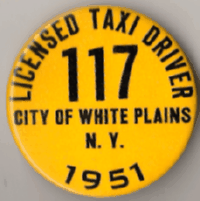 LICENSED TAXI DRIVER
117
CITY OF WHITE PLAINS
N. Y.
1951